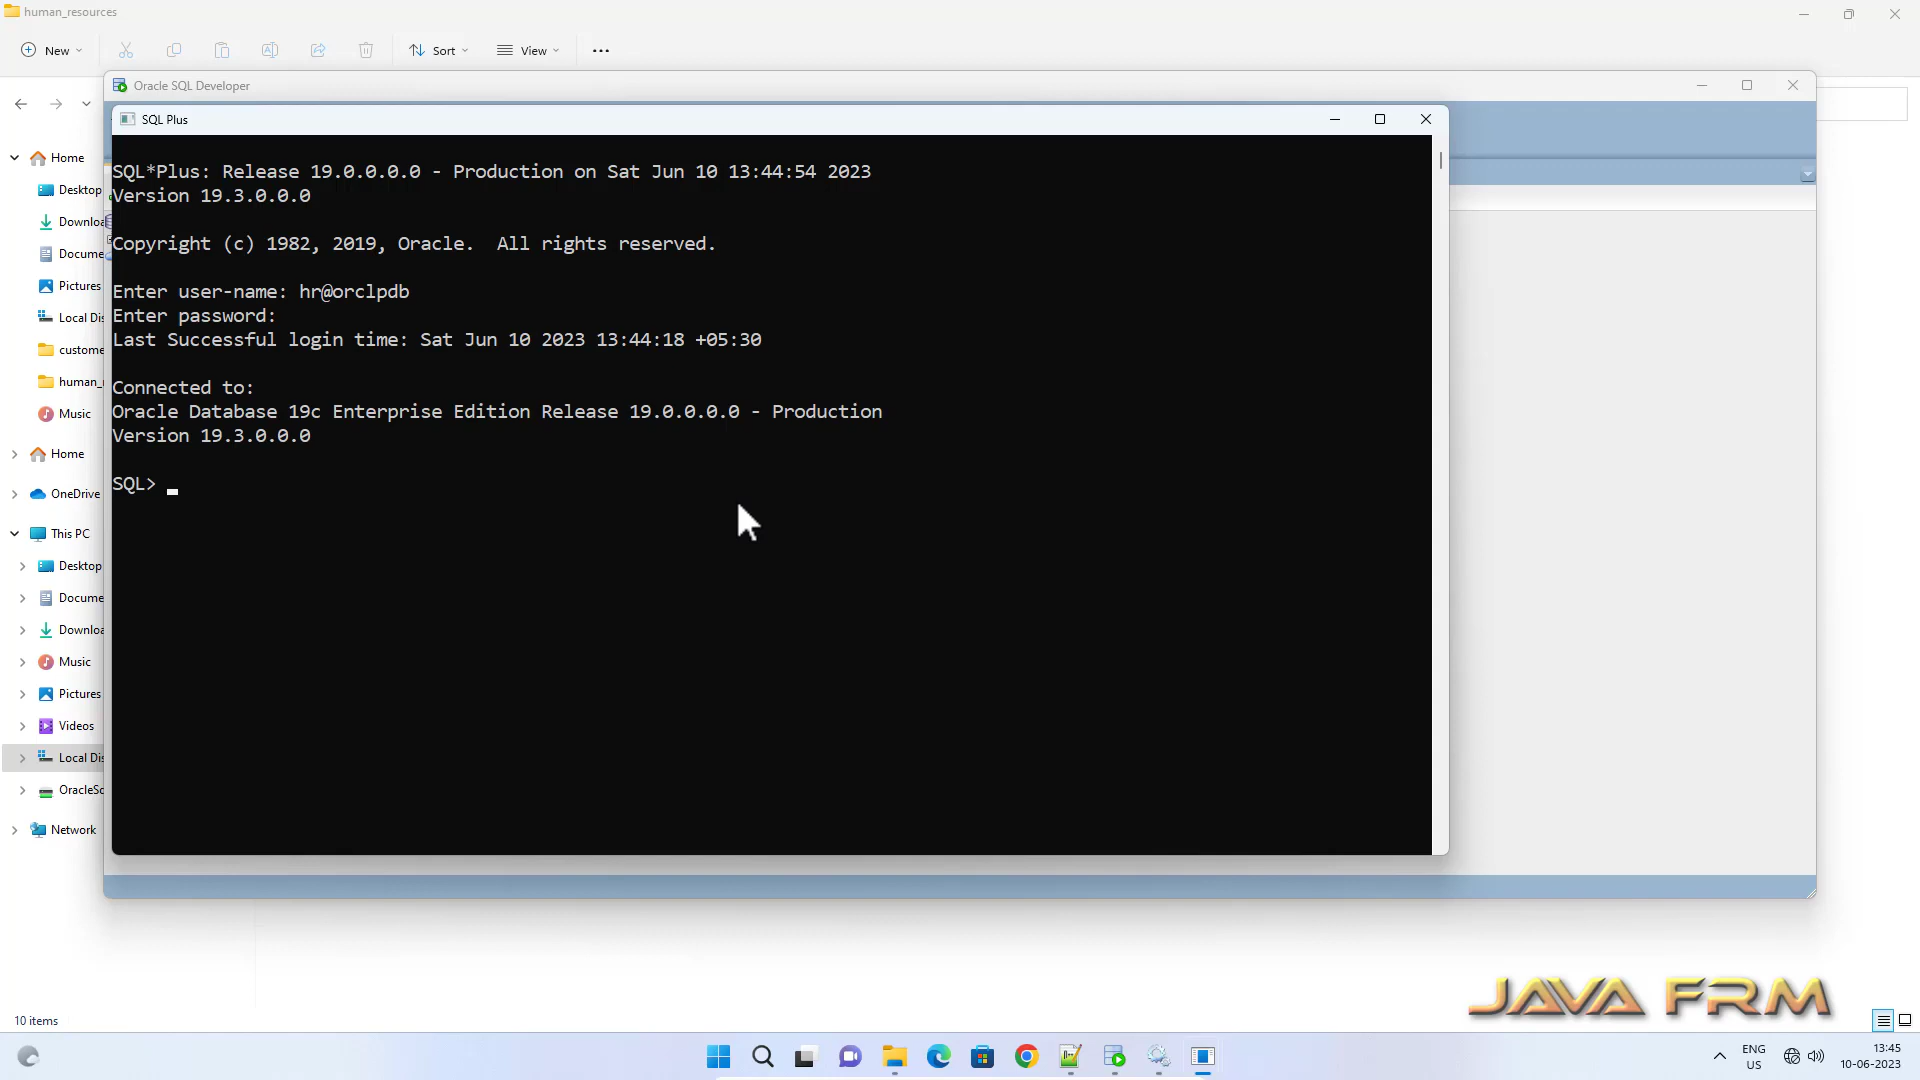 human_resources
New
Sort
View
Oracle SQL Developer
SQL Plus
SQL*Plus: Release 19.0.0.0.0 - Production on Sat Jun 10 13:44:54 2023
Version 19.3.0.0.0
Copyright (c) 1982, 2019, Oracle.  All rights reserved.
Enter user-name: hr@orclpdb
Enter password:
Last Successful login time: Sat Jun 10 2023 13:44:18 +05:30
Connected to:
Oracle Database 19c Enterprise Edition Release 19.0.0.0.0 - Production
Version 19.3.0.0.0
SQL>
Home
Desktop
Downloa
Docume
Pictures
Local Dis
custome
human_
Music
Home
OneDrive
This PC
Desktop
Docume
Downloa
Music
Pictures
Videos
Local Dis
OracleSc
Network
10 items
JAVA FRM
ENG
US
13:45
10-06-2023